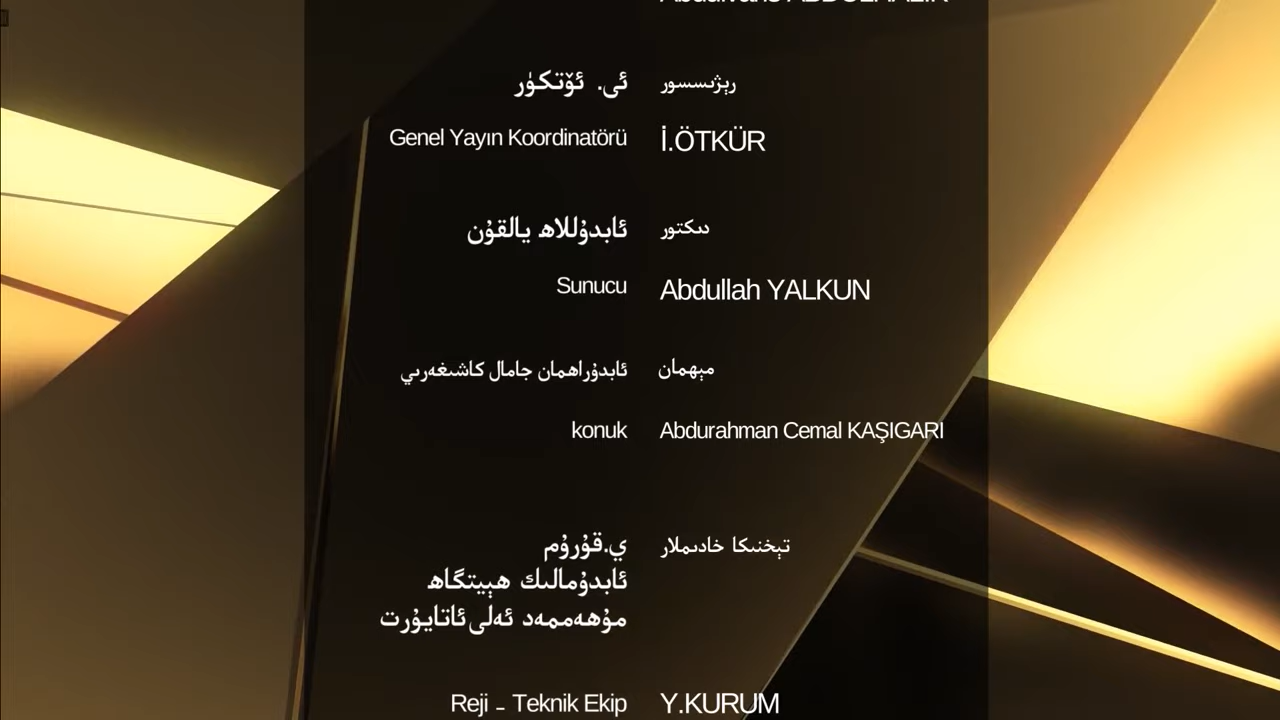 رېژىسسور ئى. ئۆتكۈر
Genel Yayın Koordinatörü İ.ÖTKÜR
دىكتور ئابدۇللاھ يالقۇن
Sunucu Abdullah YALKUN
مېھمان ئابدۇراھمان جامال كاشىغەرىي
konuk Abdurahman Cemal KAŞIGARI
تېخنىكا خادىملار ي.قۇرۇم
ئابدۇمالىك ھېيتگاھ
مۇھەممەد ئەلى ئاتايۇرت
Reji - Teknik Ekip Y.KURUM